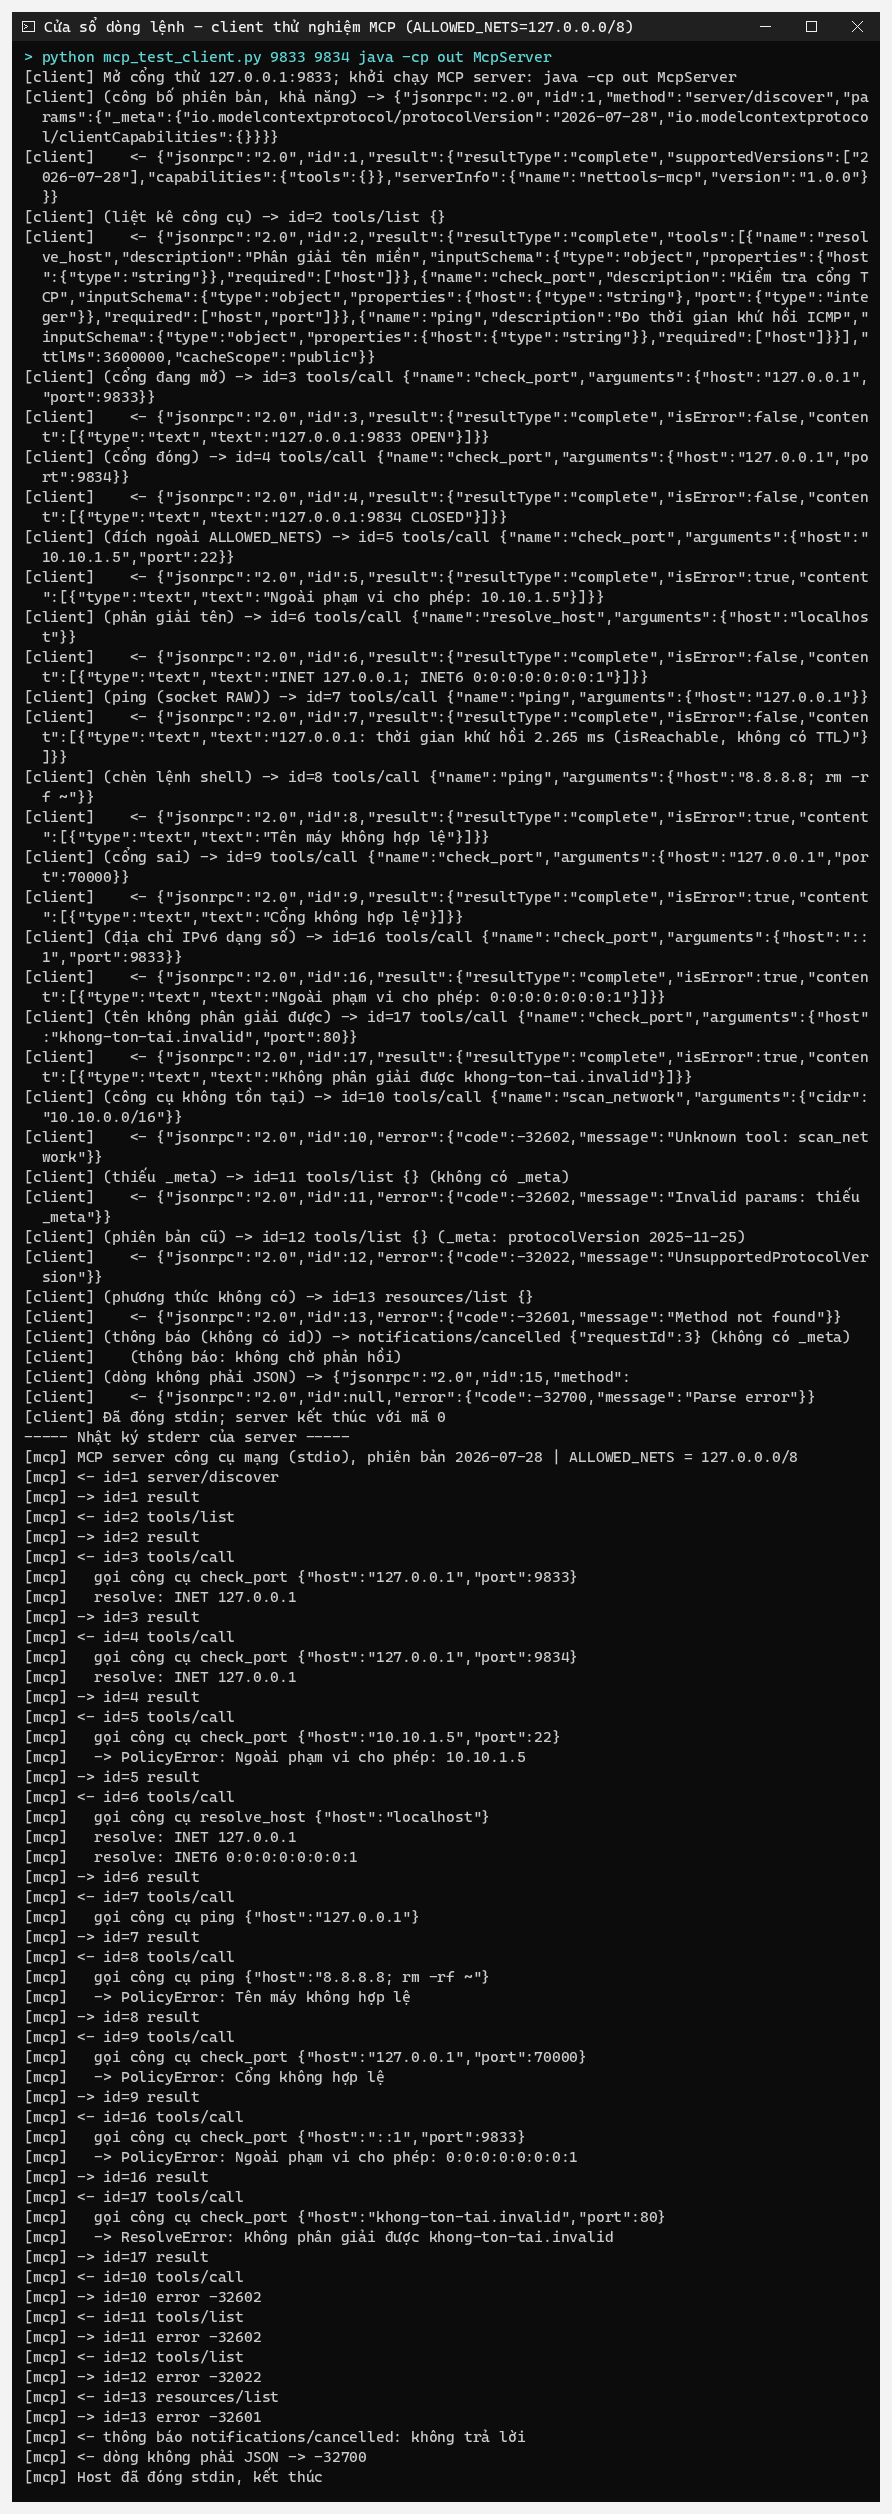 Cửa sổ dòng lệnh — client thử nghiệm MCP (ALLOWED_NETS=127.0.0.0/8)
> python mcp_test_client.py 9833 9834 java -cp out McpServer
[client] Mở cổng thử 127.0.0.1:9833; khởi chạy MCP server: java -cp out McpServer
[client] (công bố phiên bản, khả năng) -> {"jsonrpc":"2.0","id":1,"method":"server/discover","pa
rams":{"_meta":{"io.modelcontextprotocol/protocolVersion":"2026-07-28","io.modelcontextprotoco
l/clientCapabilities":{}}}}
[client]    <- {"jsonrpc":"2.0","id":1,"result":{"resultType":"complete","supportedVersions":["2
026-07-28"],"capabilities":{"tools":{}},"serverInfo":{"name":"nettools-mcp","version":"1.0.0"}
}}
[client] (liệt kê công cụ) -> id=2 tools/list {}
[client]    <- {"jsonrpc":"2.0","id":2,"result":{"resultType":"complete","tools":[{"name":"resol
ve_host","description":"Phân giải tên miền","inputSchema":{"type":"object","properties":{"host
":{"type":"string"}},"required":["host"]}},{"name":"check_port","description":"Kiểm tra cổng T
CP","inputSchema":{"type":"object","properties":{"host":{"type":"string"},"port":{"type":"inte
ger"}},"required":["host","port"]}},{"name":"ping","description":"Đo thời gian khứ hồi ICMP","
inputSchema":{"type":"object","properties":{"host":{"type":"string"}},"required":["host"]}}],"
ttlMs":3600000,"cacheScope":"public"}}
[client] (cổng đang mở) -> id=3 tools/call {"name":"check_port","arguments":{"host":"127.0.0.1",
"port":9833}}
[client]    <- {"jsonrpc":"2.0","id":3,"result":{"resultType":"complete","isError":false,"conten
t":[{"type":"text","text":"127.0.0.1:9833 OPEN"}]}}
[client] (cổng đóng) -> id=4 tools/call {"name":"check_port","arguments":{"host":"127.0.0.1","po
rt":9834}}
[client]    <- {"jsonrpc":"2.0","id":4,"result":{"resultType":"complete","isError":false,"conten
t":[{"type":"text","text":"127.0.0.1:9834 CLOSED"}]}}
[client] (đích ngoài ALLOWED_NETS) -> id=5 tools/call {"name":"check_port","arguments":{"host":"
10.10.1.5","port":22}}
[client]    <- {"jsonrpc":"2.0","id":5,"result":{"resultType":"complete","isError":true,"content
":[{"type":"text","text":"Ngoài phạm vi cho phép: 10.10.1.5"}]}}
[client] (phân giải tên) -> id=6 tools/call {"name":"resolve_host","arguments":{"host":"localhos
t"}}
[client]    <- {"jsonrpc":"2.0","id":6,"result":{"resultType":"complete","isError":false,"conten
t":[{"type":"text","text":"INET 127.0.0.1; INET6 0:0:0:0:0:0:0:1"}]}}
[client] (ping (socket RAW)) -> id=7 tools/call {"name":"ping","arguments":{"host":"127.0.0.1"}}
[client]    <- {"jsonrpc":"2.0","id":7,"result":{"resultType":"complete","isError":false,"conten
t":[{"type":"text","text":"127.0.0.1: thời gian khứ hồi 2.265 ms (isReachable, không có TTL)"}
]}}
[client] (chèn lệnh shell) -> id=8 tools/call {"name":"ping","arguments":{"host":"8.8.8.8; rm -r
f ~"}}
[client]    <- {"jsonrpc":"2.0","id":8,"result":{"resultType":"complete","isError":true,"content
":[{"type":"text","text":"Tên máy không hợp lệ"}]}}
[client] (cổng sai) -> id=9 tools/call {"name":"check_port","arguments":{"host":"127.0.0.1","por
t":70000}}
[client]    <- {"jsonrpc":"2.0","id":9,"result":{"resultType":"complete","isError":true,"content
":[{"type":"text","text":"Cổng không hợp lệ"}]}}
[client] (địa chỉ IPv6 dạng số) -> id=16 tools/call {"name":"check_port","arguments":{"host":"::
1","port":9833}}
[client]    <- {"jsonrpc":"2.0","id":16,"result":{"resultType":"complete","isError":true,"conten
t":[{"type":"text","text":"Ngoài phạm vi cho phép: 0:0:0:0:0:0:0:1"}]}}
[client] (tên không phân giải được) -> id=17 tools/call {"name":"check_port","arguments":{"host"
:"khong-ton-tai.invalid","port":80}}
[client]    <- {"jsonrpc":"2.0","id":17,"result":{"resultType":"complete","isError":true,"conten
t":[{"type":"text","text":"Không phân giải được khong-ton-tai.invalid"}]}}
[client] (công cụ không tồn tại) -> id=10 tools/call {"name":"scan_network","arguments":{"cidr":
"10.10.0.0/16"}}
[client]    <- {"jsonrpc":"2.0","id":10,"error":{"code":-32602,"message":"Unknown tool: scan_net
work"}}
[client] (thiếu _meta) -> id=11 tools/list {} (không có _meta)
[client]    <- {"jsonrpc":"2.0","id":11,"error":{"code":-32602,"message":"Invalid params: thiếu
_meta"}}
[client] (phiên bản cũ) -> id=12 tools/list {} (_meta: protocolVersion 2025-11-25)
[client]    <- {"jsonrpc":"2.0","id":12,"error":{"code":-32022,"message":"UnsupportedProtocolVer
sion"}}
[client] (phương thức không có) -> id=13 resources/list {}
[client]    <- {"jsonrpc":"2.0","id":13,"error":{"code":-32601,"message":"Method not found"}}
[client] (thông báo (không có id)) -> notifications/cancelled {"requestId":3} (không có _meta)
[client]    (thông báo: không chờ phản hồi)
[client] (dòng không phải JSON) -> {"jsonrpc":"2.0","id":15,"method":
[client]    <- {"jsonrpc":"2.0","id":null,"error":{"code":-32700,"message":"Parse error"}}
[client] Đã đóng stdin; server kết thúc với mã 0
----- Nhật ký stderr của server -----
[mcp] MCP server công cụ mạng (stdio), phiên bản 2026-07-28 | ALLOWED_NETS = 127.0.0.0/8
[mcp] <- id=1 server/discover
[mcp] -> id=1 result
[mcp] <- id=2 tools/list
[mcp] -> id=2 result
[mcp] <- id=3 tools/call
[mcp]   gọi công cụ check_port {"host":"127.0.0.1","port":9833}
[mcp]   resolve: INET 127.0.0.1
[mcp] -> id=3 result
[mcp] <- id=4 tools/call
[mcp]   gọi công cụ check_port {"host":"127.0.0.1","port":9834}
[mcp]   resolve: INET 127.0.0.1
[mcp] -> id=4 result
[mcp] <- id=5 tools/call
[mcp]   gọi công cụ check_port {"host":"10.10.1.5","port":22}
[mcp]   -> PolicyError: Ngoài phạm vi cho phép: 10.10.1.5
[mcp] -> id=5 result
[mcp] <- id=6 tools/call
[mcp]   gọi công cụ resolve_host {"host":"localhost"}
[mcp]   resolve: INET 127.0.0.1
[mcp]   resolve: INET6 0:0:0:0:0:0:0:1
[mcp] -> id=6 result
[mcp] <- id=7 tools/call
[mcp]   gọi công cụ ping {"host":"127.0.0.1"}
[mcp] -> id=7 result
[mcp] <- id=8 tools/call
[mcp]   gọi công cụ ping {"host":"8.8.8.8; rm -rf ~"}
[mcp]   -> PolicyError: Tên máy không hợp lệ
[mcp] -> id=8 result
[mcp] <- id=9 tools/call
[mcp]   gọi công cụ check_port {"host":"127.0.0.1","port":70000}
[mcp]   -> PolicyError: Cổng không hợp lệ
[mcp] -> id=9 result
[mcp] <- id=16 tools/call
[mcp]   gọi công cụ check_port {"host":"::1","port":9833}
[mcp]   -> PolicyError: Ngoài phạm vi cho phép: 0:0:0:0:0:0:0:1
[mcp] -> id=16 result
[mcp] <- id=17 tools/call
[mcp]   gọi công cụ check_port {"host":"khong-ton-tai.invalid","port":80}
[mcp]   -> ResolveError: Không phân giải được khong-ton-tai.invalid
[mcp] -> id=17 result
[mcp] <- id=10 tools/call
[mcp] -> id=10 error -32602
[mcp] <- id=11 tools/list
[mcp] -> id=11 error -32602
[mcp] <- id=12 tools/list
[mcp] -> id=12 error -32022
[mcp] <- id=13 resources/list
[mcp] -> id=13 error -32601
[mcp] <- thông báo notifications/cancelled: không trả lời
[mcp] <- dòng không phải JSON -> -32700
[mcp] Host đã đóng stdin, kết thúc